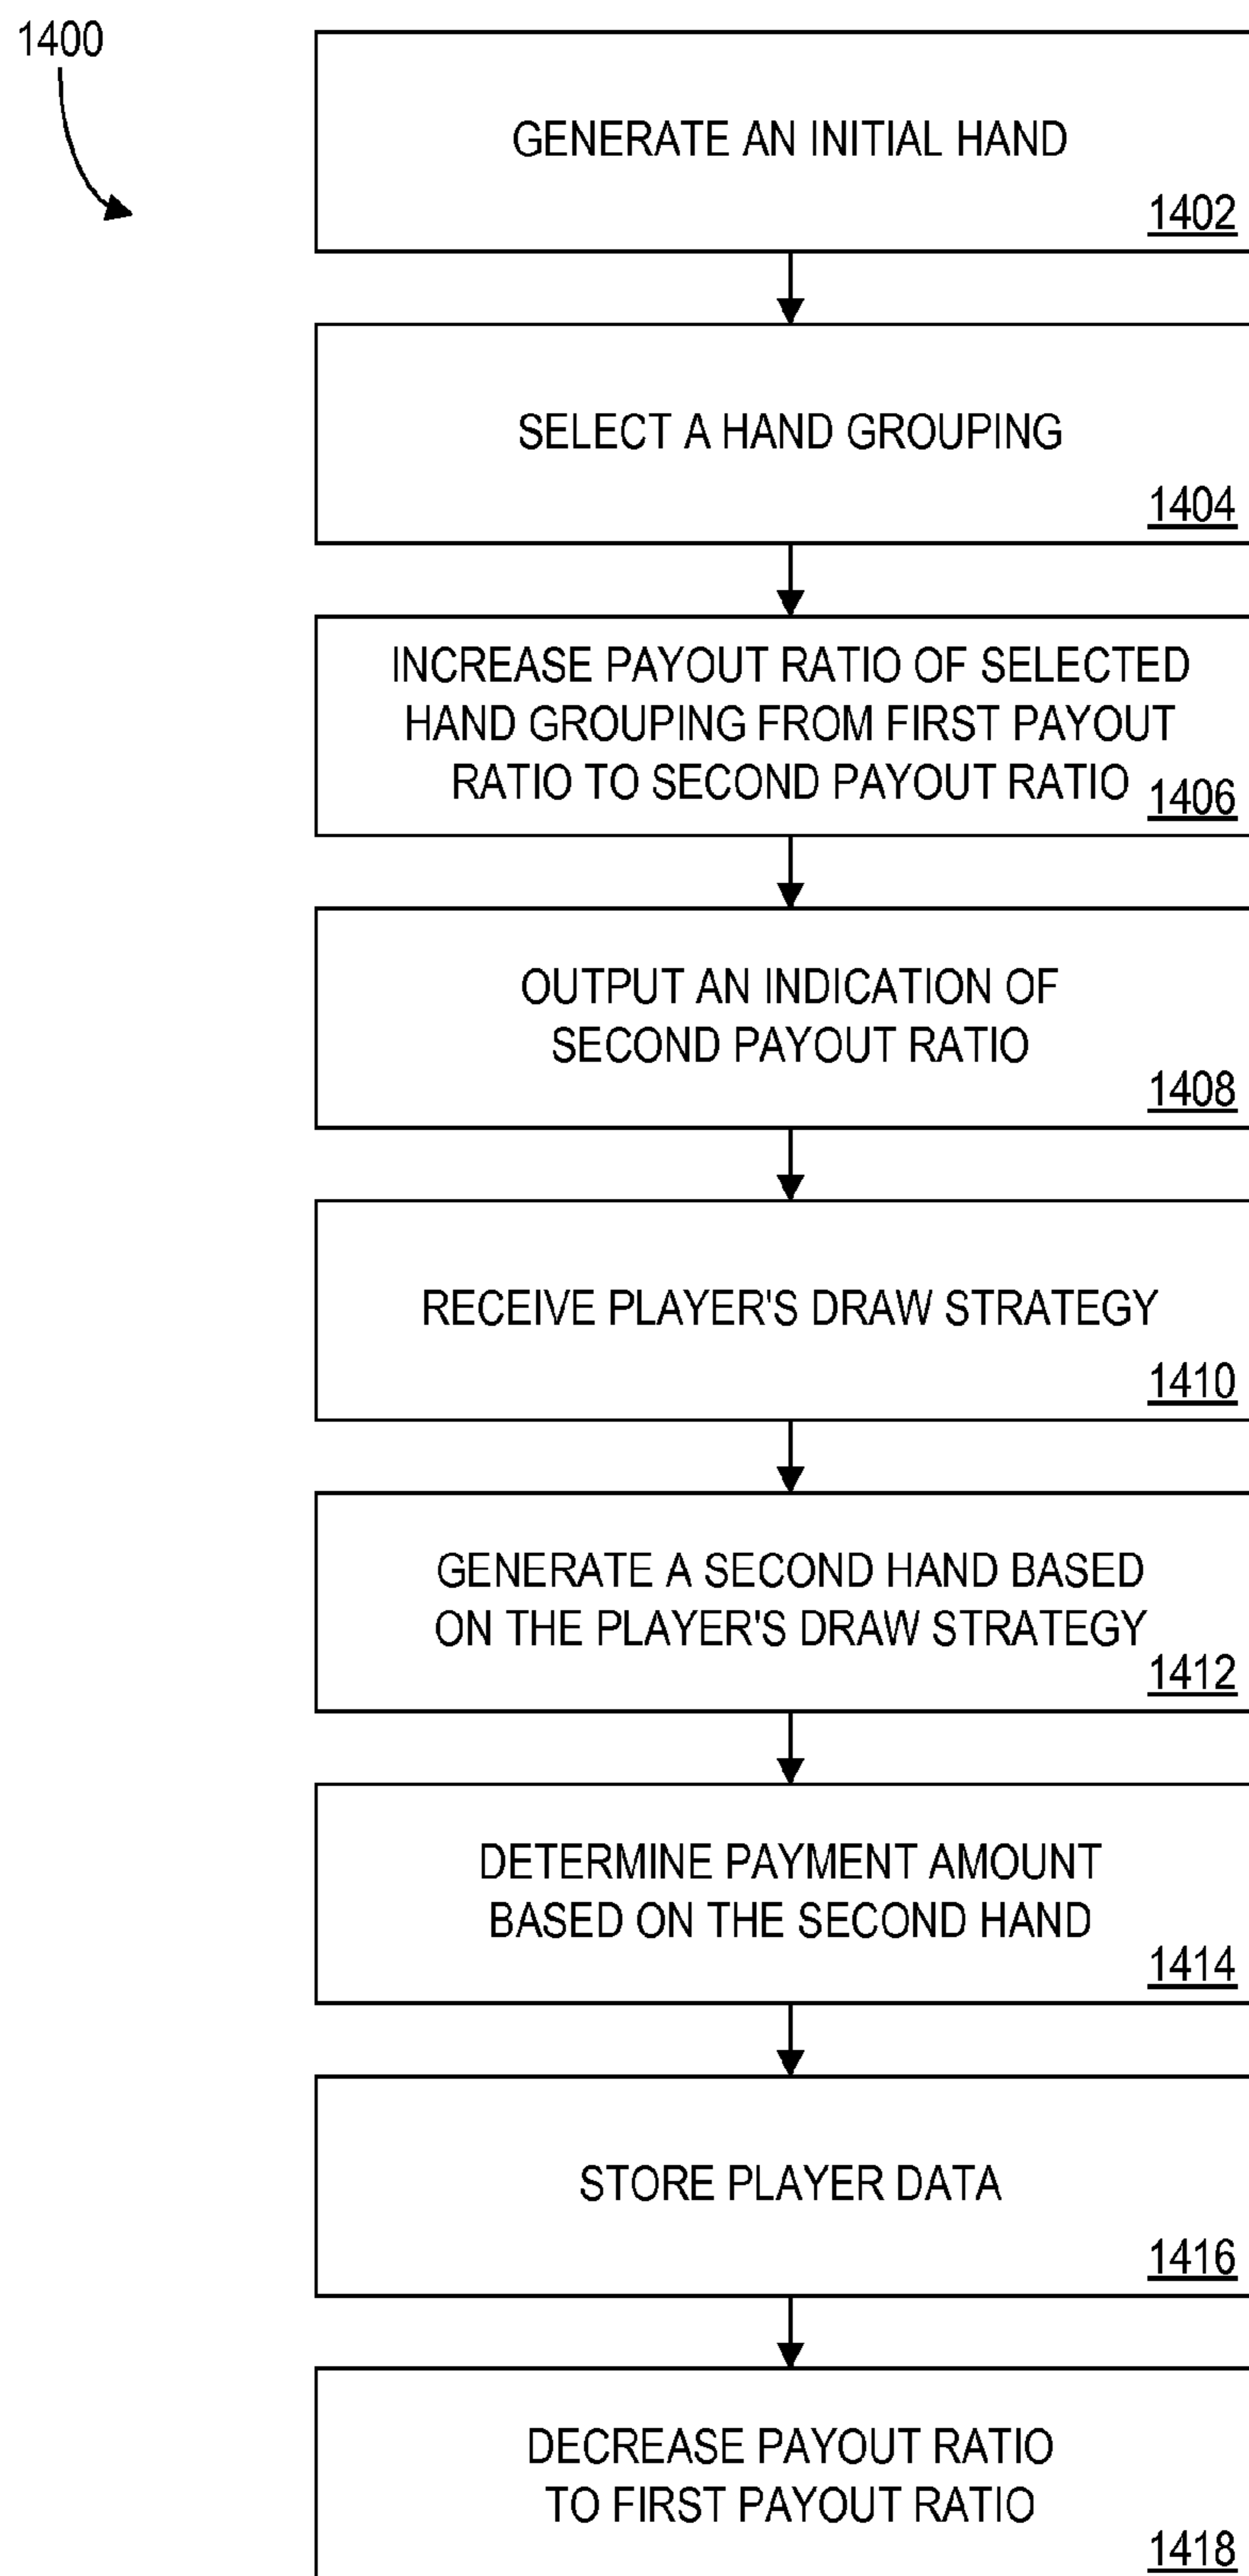 1400
GENERATE AN INITIAL HAND
1402
SELECT A HAND GROUPING
1404
INCREASE PAYOUT RATIO OF SELECTED
HAND GROUPING FROM FIRST PAYOUT
RATIO TO SECOND PAYOUT RATIO
1406
OUTPUT AN INDICATION OF
SECOND PAYOUT RATIO
1408
RECEIVE PLAYER'S DRAW STRATEGY
1410
GENERATE A SECOND HAND BASED
ON THE PLAYER'S DRAW STRATEGY
1412
DETERMINE PAYMENT AMOUNT
BASED ON THE SECOND HAND
1414
STORE PLAYER DATA
1416
DECREASE PAYOUT RATIO
TO FIRST PAYOUT RATIO
1418